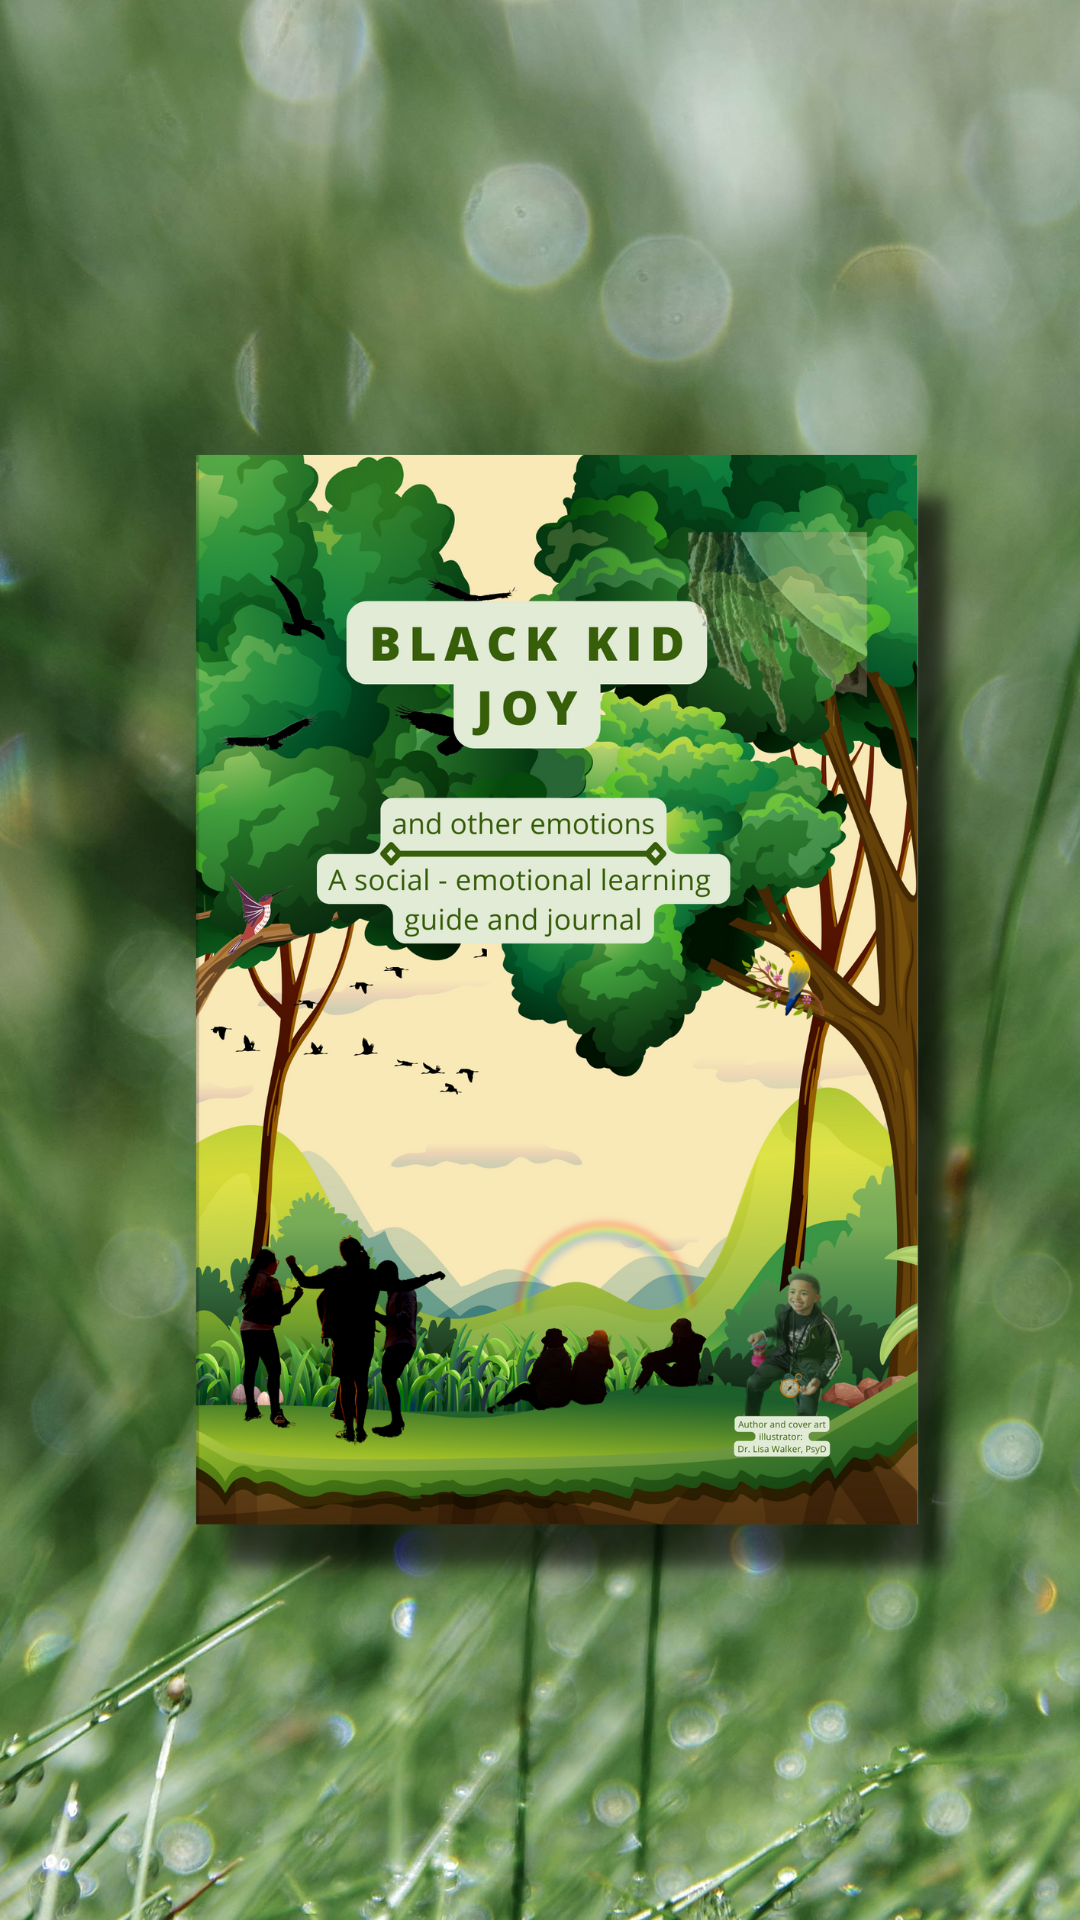 BLACK KID
JOY
and other emotions
A social - emotional learning
guide and journal
Author and cover art
illustrator:
Dr. Lisa Walker, PsyD